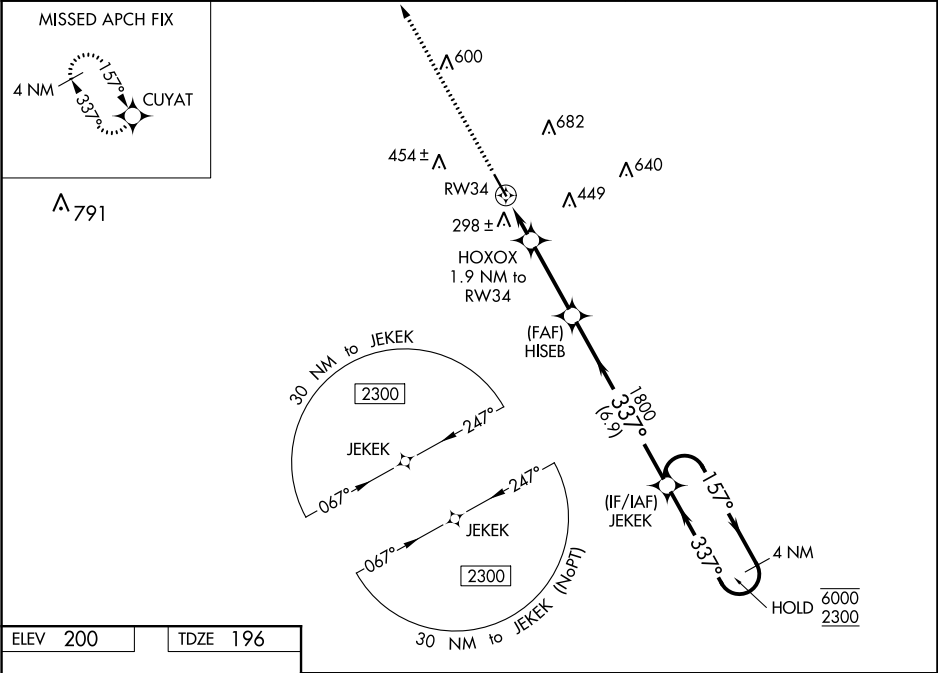 MISSED APCH FIX
4 NM
157°
337°
CUYAT
791
600
682
454 ±
640
RW34
449
298 ±
HOXOX
1.9 NM to
RW34
(FAF)
HISEB
30 NM to JEKEK
2300
247°
JEKEK
067°
1800
337°
(6.9)
247°
JEKEK
067°
2300
30 NM to JEKEK (NoPT)
(IF/IAF)
JEKEK
157°
337°
4 NM
HOLD
6000
2300
ELEV 200
TDZE 196